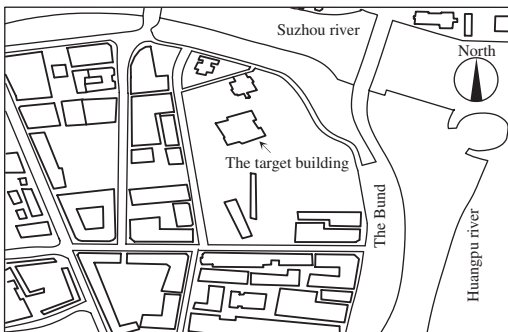 Suzhou river
North
The target building
The Bund
Huangpu river